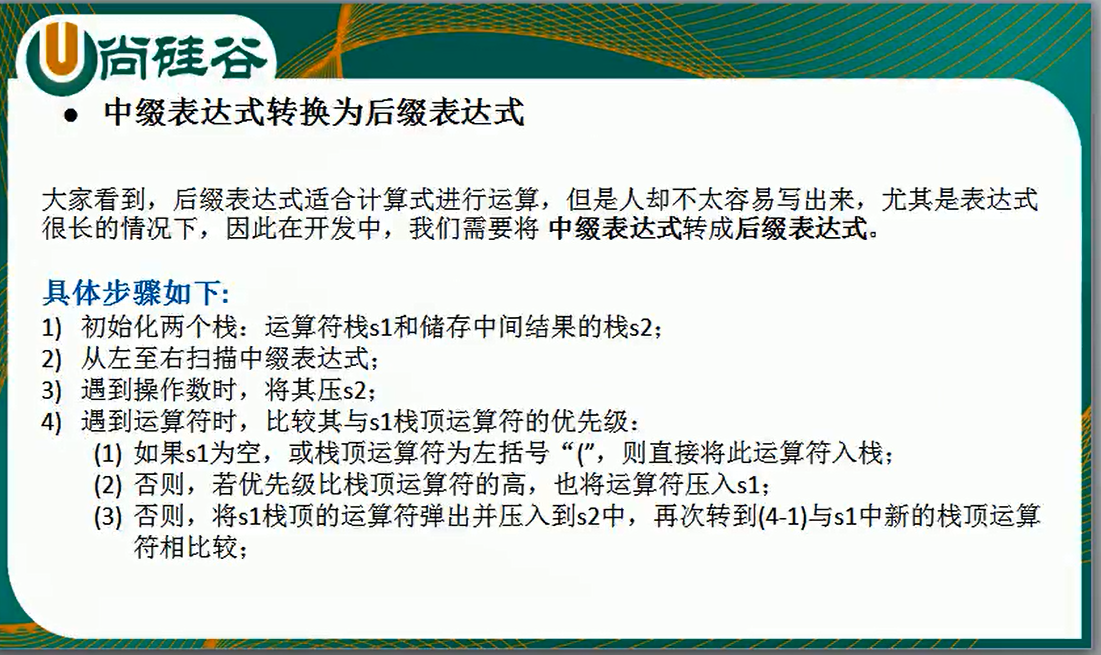 尚硅谷
● 中缀表达式转换为后缀表达式
大家看到，后缀表达式适合计算式进行运算，但是人却不太容易写出来，尤其是表达式
很长的情况下，因此在开发中，我们需要将 中缀表达式转成后缀表达式。
具体步骤如下:
1) 初始化两个栈：运算符栈s1和储存中间结果的栈s2；
2) 从左至右扫描中缀表达式；
3) 遇到操作数时，将其压s2；
4) 遇到运算符时，比较其与s1栈顶运算符的优先级：
(1) 如果s1为空，或栈顶运算符为左括号“(”，则直接将此运算符入栈；
(2) 否则，若优先级比栈顶运算符的高，也将运算符压入s1；
(3) 否则，将s1栈顶的运算符弹出并压入到s2中，再次转到(4-1)与s1中新的栈顶运算
符相比较；